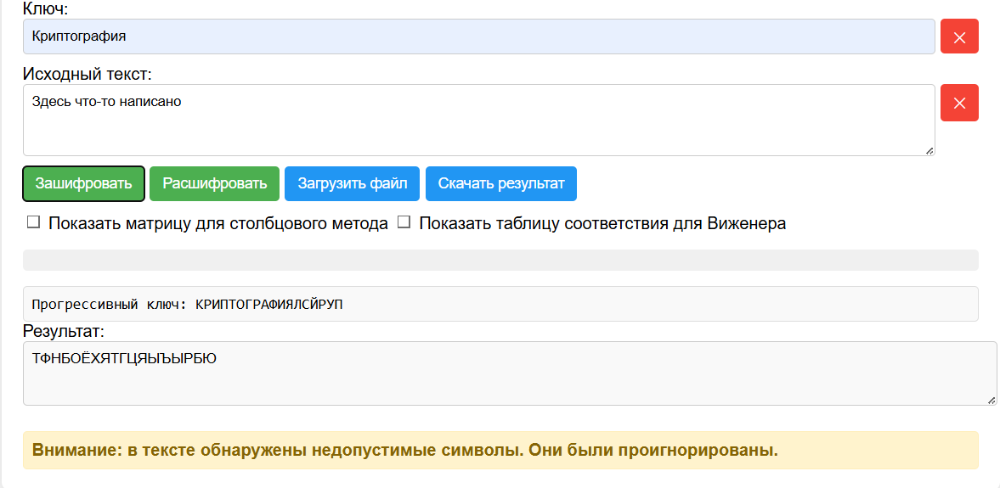 Ключ:
Криптография
Исходный текст:
Здесь что-то написано
Зашифровать Расшифровать Загрузить файл Скачать результат
Показать матрицу для столбцового метода Показать таблицу соответствия для Виженера
Прогрессивный ключ: КРИПТОГРАФИЯЛСЙРУП
Результат:
ТФНБОЁХЯТГЦЯЫЪЫРБЮ
Внимание: в тексте обнаружены недопустимые символы. Они были проигнорированы.